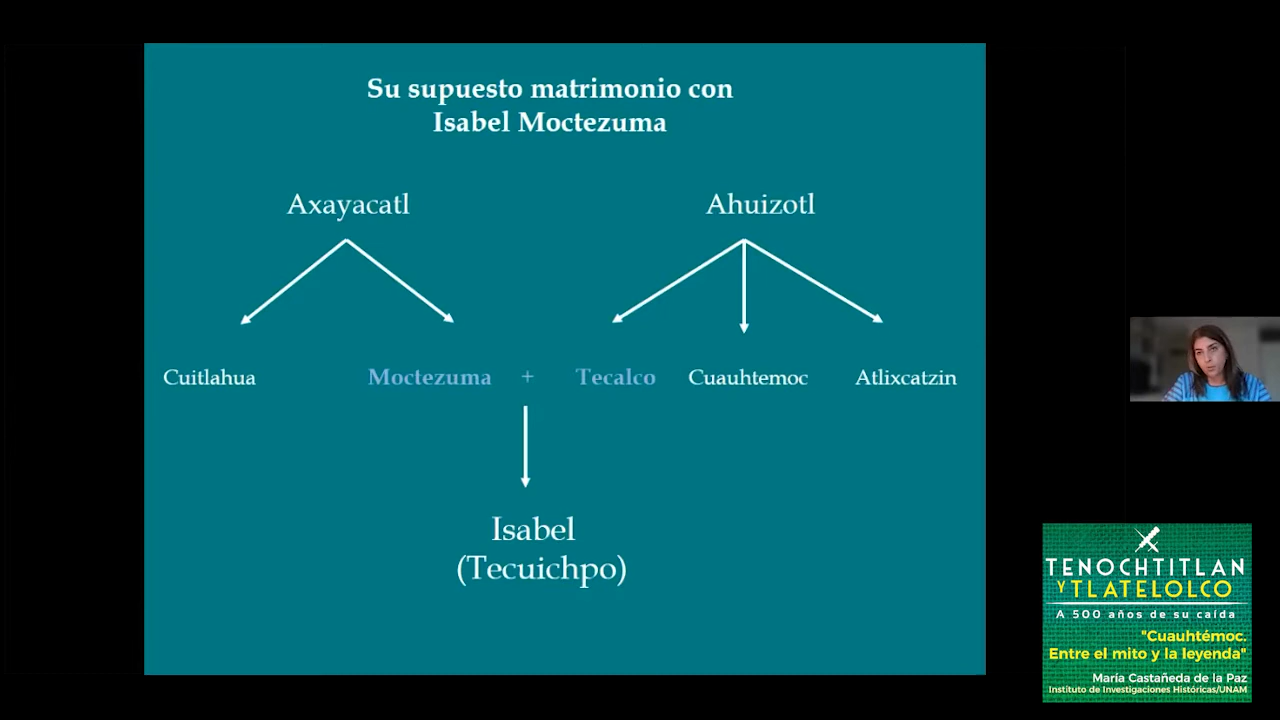 Su supuesto matrimonio con
Isabel Moctezuma
Axayacatl
Ahuizotl
Cuitlahua
Moctezuma + Tecalco
Cuauhtemoc
Atlixcatzin
Isabel
(Tecuichpo)
TENOCHTITLAN
Y TLATELOLCO
A 500 años de su caída
"Cuauhtémoc.
Entre el mito y la leyenda"
María Castañeda de la Paz
Instituto de Investigaciones Históricas/UNAM